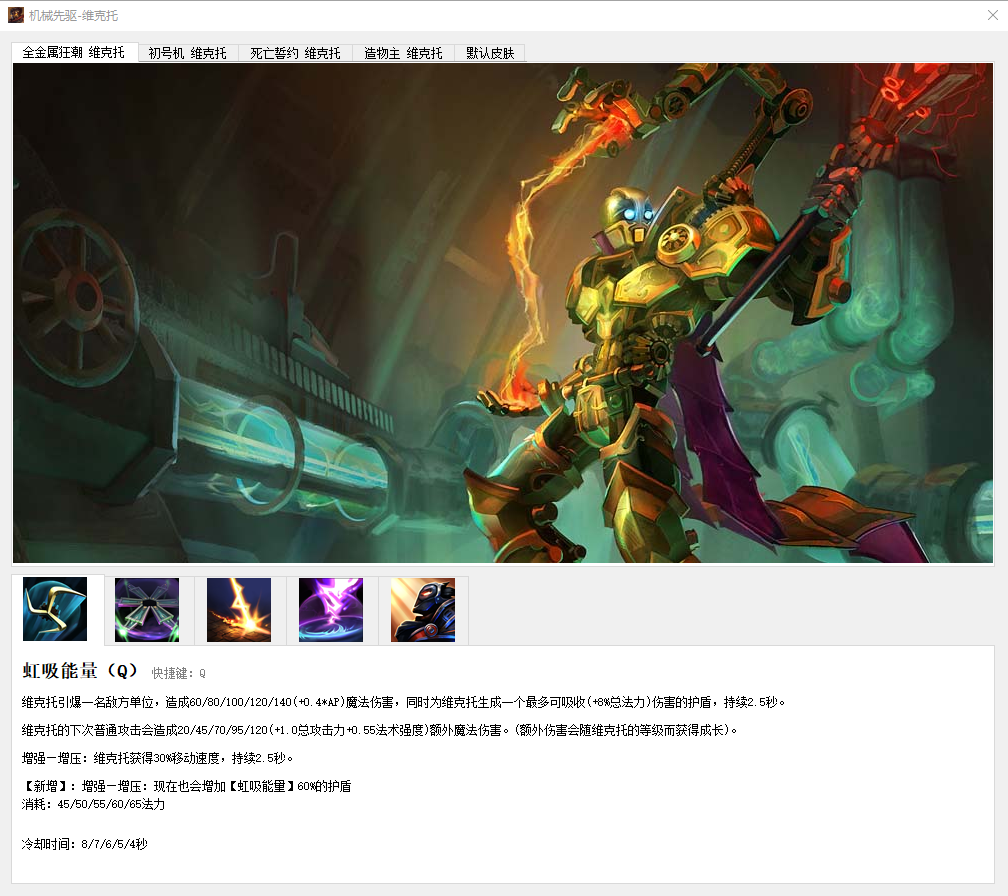 机械先驱-维克托
全金属狂潮 维克托 初号机 维克托 死亡誓约 维克托 造物主 维克托 默认皮肤
虹吸能量（Q） 快捷键：Q
维克托引爆一名敌方单位，造成60/80/100/120/140(+0.4*AP)魔法伤害，同时为维克托生成一个最多可吸收(+8%总法力)伤害的护盾，持续2.5秒。
维克托的下次普通攻击会造成20/45/70/95/120(+1.0总攻击力+0.55法术强度)额外魔法伤害。(额外伤害会随维克托的等级而获得成长)。
增强—增压：维克托获得30%移动速度，持续2.5秒。
【新增】：增强—增压：现在也会增加【虹吸能量】60%的护盾
消耗：45/50/55/60/65法力
冷却时间：8/7/6/5/4秒